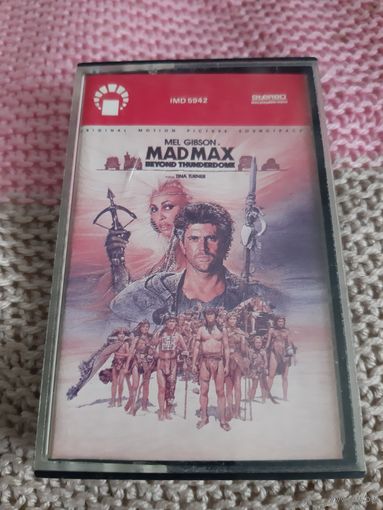 IMD 5942
STEREO
ORIGINAL MOTION PICTURE SOUNDTRACK
MEL GIBSON
MAD MAX
BEYOND THUNDERDOME
TINA TURNER